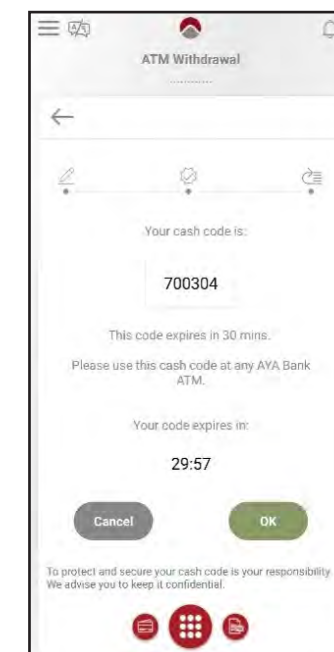 ATM Withdrawal
Your cash code is:
700304
This code expires in 30 mins.
Please use this cash code at any AYA Bank
ATM.
Your code expires in:
29:57
Cancel
OK
To protect and secure your cash code is your responsibility.
We advise you to keep it confidential.